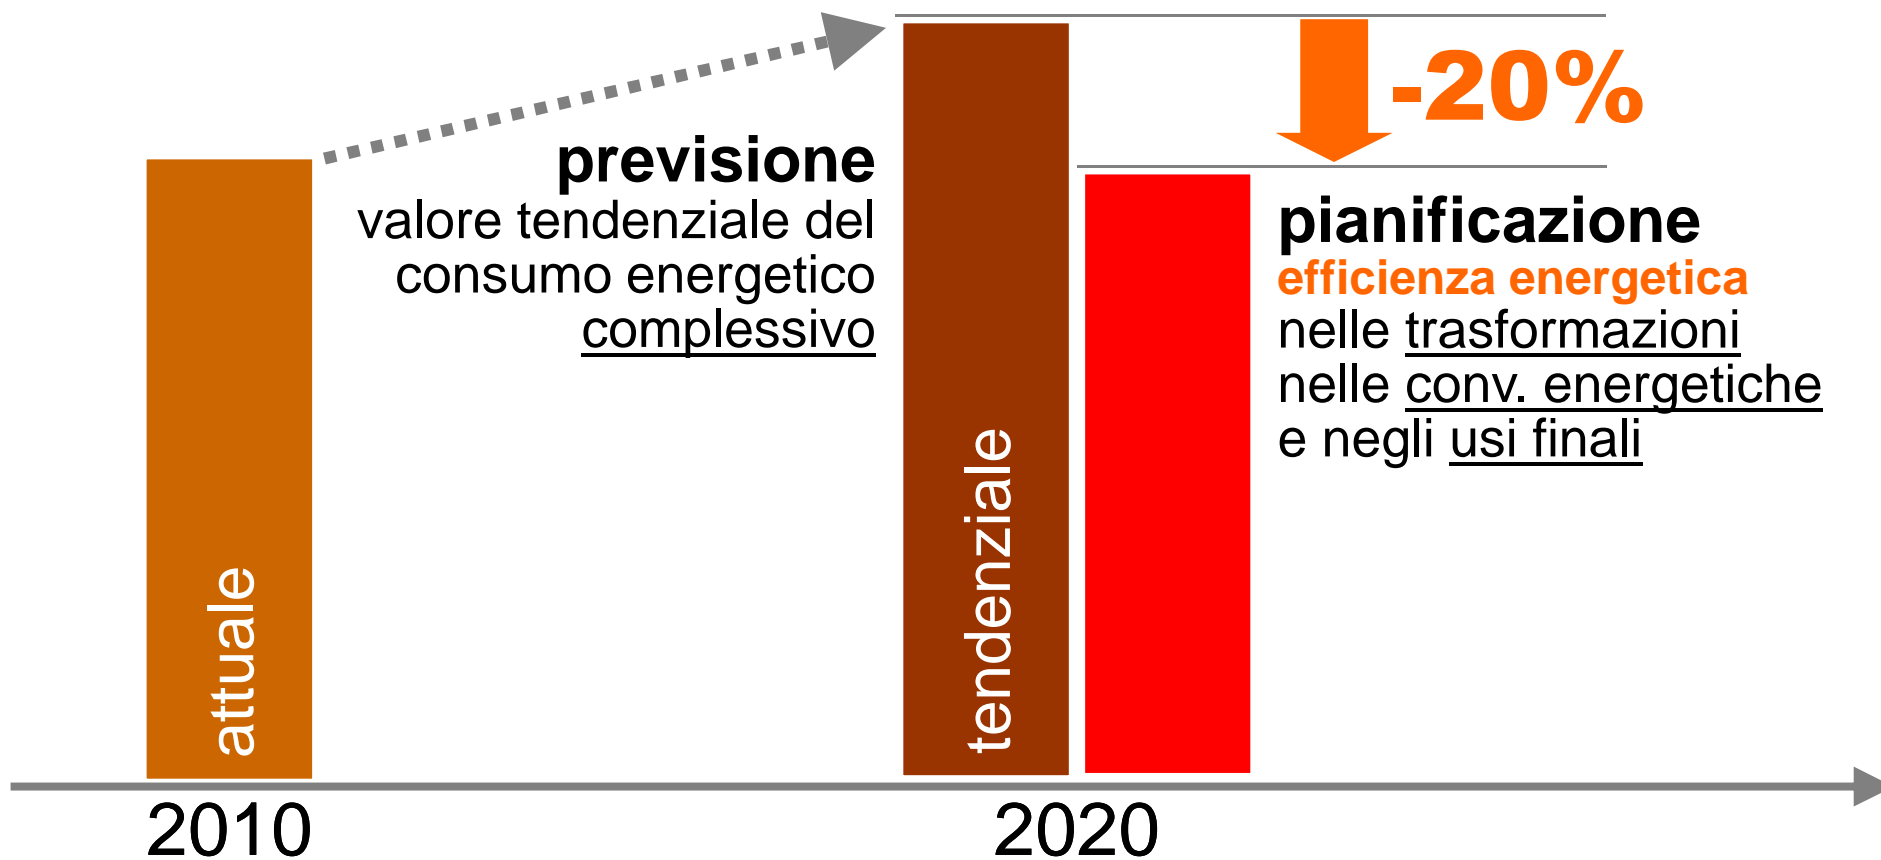 -20%
previsione
valore tendenziale del
consumo energetico
complessivo
pianificazione
efficienza energetica
nelle trasformazioni
nelle conv. energetiche
e negli usi finali
attuale
tendenziale
2010
2020